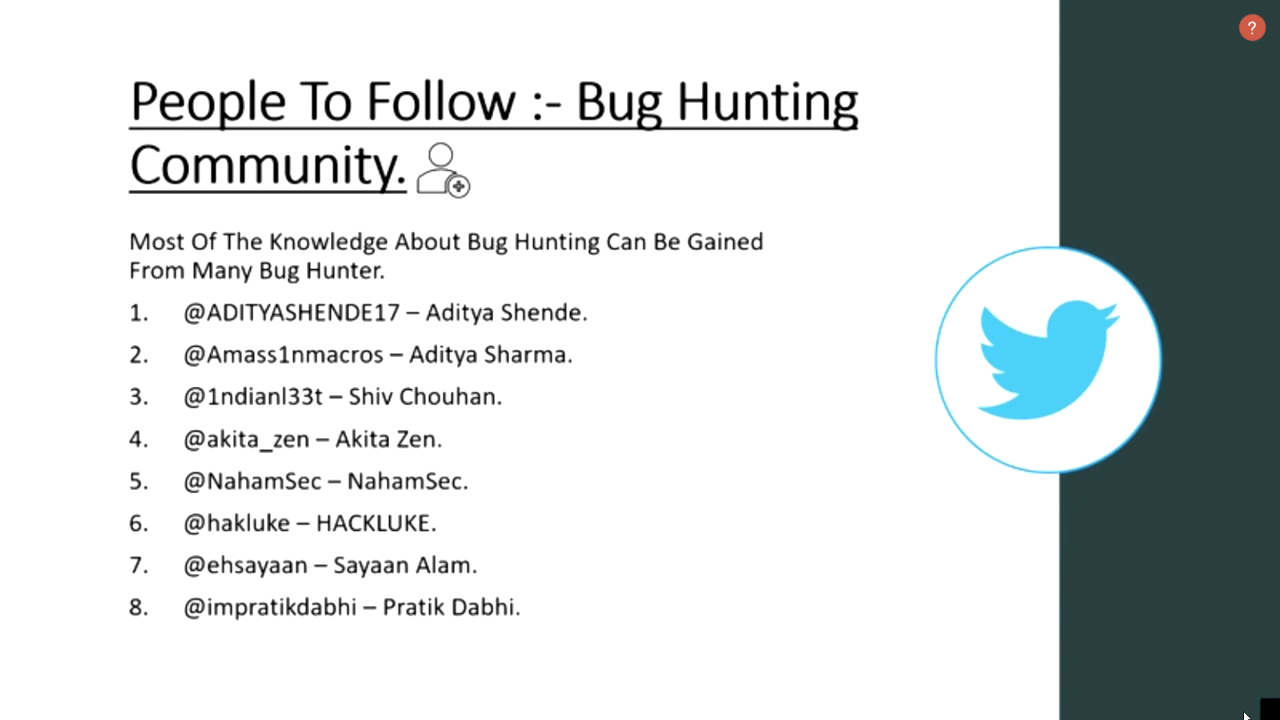 People To Follow :- Bug Hunting
Community.
Most Of The Knowledge About Bug Hunting Can Be Gained
From Many Bug Hunter.
1. @ADITYASHENDE17 – Aditya Shende.
2. @Amass1nmacros – Aditya Sharma.
3. @1ndianl33t – Shiv Chouhan.
4. @akita_zen – Akita Zen.
5. @NahamSec – NahamSec.
6. @hakluke – HACKLUKE.
7. @ehsayaan – Sayaan Alam.
8. @impratikdabhi – Pratik Dabhi.
?